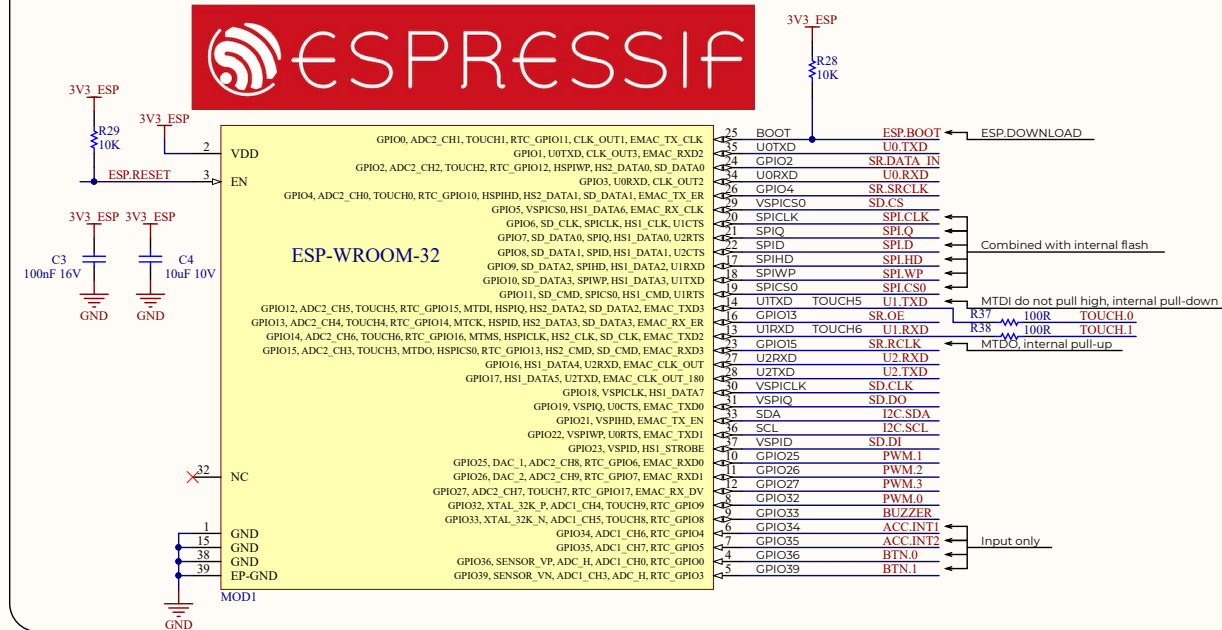 ESPRESSIF
3V3_ESP
R28
10K
3V3_ESP
R29
10K
3V3_ESP
ESP.RESET
2 VDD
3 EN
3V3_ESP 3V3_ESP
C3
100nF 16V
C4
10uF 10V
GND GND
ESP-WROOM-32
32 NC
1 GND
15 GND
38 GND
39 EP-GND
MOD1
GND
GPIO0, ADC2_CH1, TOUCH1, RTC_GPIO11, CLK_OUT1, EMAC_TX_CLK 25 BOOT ESP.BOOT ESP.DOWNLOAD
GPIO1, U0TXD, CLK_OUT3, EMAC_RXD2 35 U0TXD U0.TXD
GPIO2, ADC2_CH2, TOUCH2, RTC_GPIO12, HSPIWP, HS2_DATA0, SD_DATA0 24 GPIO2 SR.DATA IN
GPIO3, U0RXD, CLK_OUT2 34 U0RXD U0.RXD
GPIO4, ADC2_CH0, TOUCH0, RTC_GPIO10, HSPIHD, HS2_DATA1, SD_DATA1, EMAC_TX_ER 26 GPIO4 SR.SRCLK
GPIO5, VSPICS0, HS1_DATA6, EMAC_RX_CLK 29 VSPICS0 SD.CS
GPIO6, SD_CLK, SPICLK, HS1_CLK, U1CTS 20 SPICLK SPI.CLK
GPIO7, SD_DATA0, SPIQ, HS1_DATA0, U2RTS 21 SPIQ SPI.Q
GPIO8, SD_DATA1, SPID, HS1_DATA1, U2CTS 22 SPID SPI.D Combined with internal flash
GPIO9, SD_DATA2, SPIHD, HS1_DATA2, U1RXD 17 SPIHD SPI.HD
GPIO10, SD_DATA3, SPIWP, HS1_DATA3, U1TXD 18 SPIWP SPI.WP
GPIO11, SD_CMD, SPICS0, HS1_CMD, U1RTS 19 SPICS0 SPI.CS0
GPIO12, ADC2_CH5, TOUCH5, RTC_GPIO15, MTDI, HSPIQ, HS2_DATA2, SD_DATA2, EMAC_TXD3 14 U1TXD TOUCH5 U1.TXD MTDI do not pull high, internal pull-down
GPIO13, ADC2_CH4, TOUCH4, RTC_GPIO14, MTCK, HSPID, HS2_DATA3, SD_DATA3, EMAC_RX_ER 16 GPIO13 SR.OE R37 100R TOUCH.0
GPIO14, ADC2_CH6, TOUCH6, RTC_GPIO16, MTMS, HSPICLK, HS2_CLK, SD_CLK, EMAC_TXD2 13 U1RXD TOUCH6 U1.RXD R38 100R TOUCH.1
GPIO15, ADC2_CH3, TOUCH3, MTDO, HSPICS0, RTC_GPIO13, HS2_CMD, SD_CMD, EMAC_RXD3 23 GPIO15 SR.RCLK MTDO, internal pull-up
GPIO16, HS1_DATA4, U2RXD, EMAC_CLK_OUT 27 U2RXD U2.RXD
GPIO17, HS1_DATA5, U2TXD, EMAC_CLK_OUT_180 28 U2TXD U2.TXD
GPIO18, VSPICLK, HS1_DATA7 30 VSPICLK SD.CLK
GPIO19, VSPIQ, U0CTS, EMAC_TXD0 31 VSPIQ SD.DO
GPIO21, VSPIHD, EMAC_TX_EN 33 SDA I2C.SDA
GPIO22, VSPIWP, U0RTS, EMAC_TXD1 36 SCL I2C.SCL
GPIO23, VSPID, HS1_STROBE 37 VSPID SD.DI
GPIO25, DAC_1, ADC2_CH8, RTC_GPIO6, EMAC_RXD0 10 GPIO25 PWM.1
GPIO26, DAC_2, ADC2_CH9, RTC_GPIO7, EMAC_RXD1 11 GPIO26 PWM.2
GPIO27, ADC2_CH7, TOUCH7, RTC_GPIO17, EMAC_RX_DV 12 GPIO27 PWM.3
GPIO32, XTAL_32K_P, ADC1_CH4, TOUCH9, RTC_GPIO9 8 GPIO32 PWM.0
GPIO33, XTAL_32K_N, ADC1_CH5, TOUCH8, RTC_GPIO8 9 GPIO33 BUZZER
GPIO34, ADC1_CH6, RTC_GPIO4 6 GPIO34 ACC.INT1
GPIO35, ADC1_CH7, RTC_GPIO5 7 GPIO35 ACC.INT2 Input only
GPIO36, SENSOR_VP, ADC_H, ADC1_CH0, RTC_GPIO0 4 GPIO36 BTN.0
GPIO39, SENSOR_VN, ADC1_CH3, ADC_H, RTC_GPIO3 5 GPIO39 BTN.1